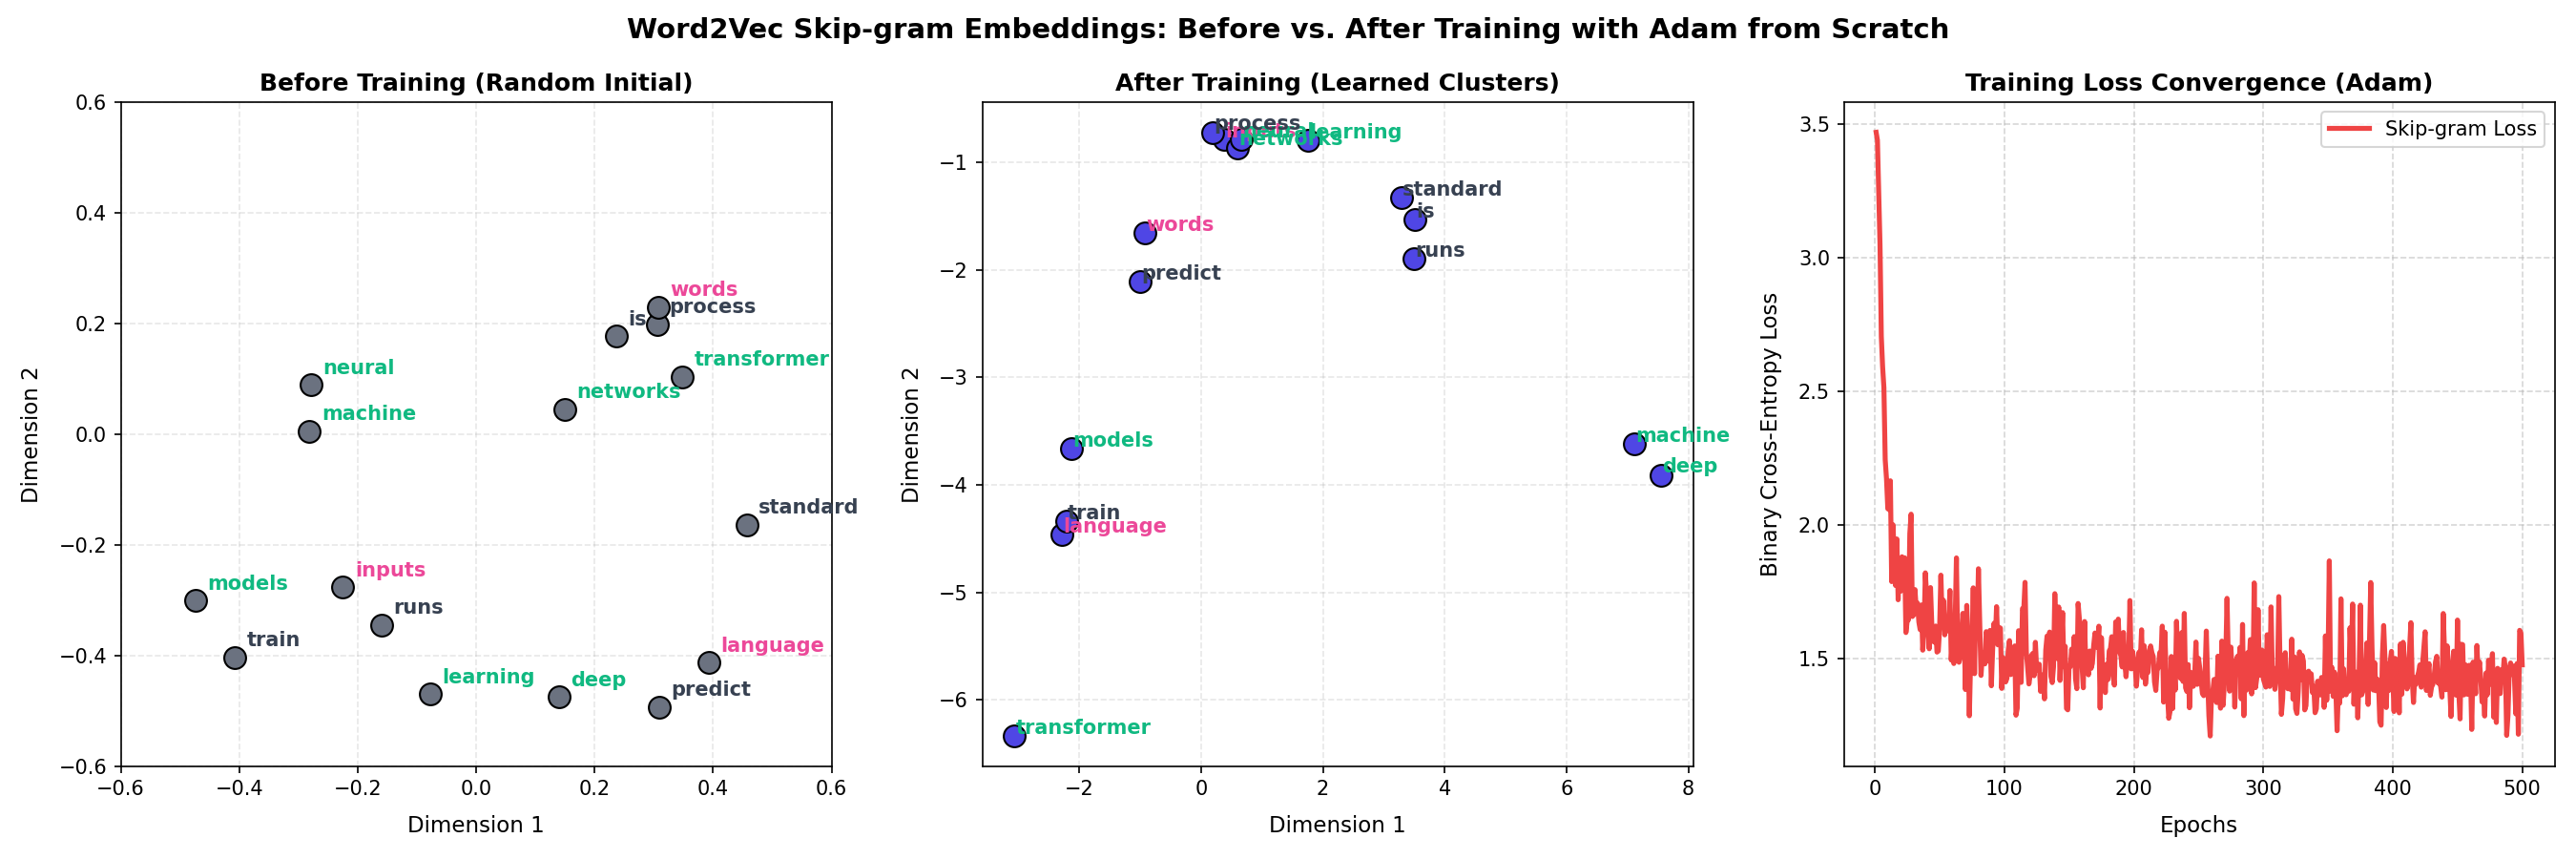 Word2Vec Skip-gram Embeddings: Before vs. After Training with Adam from Scratch
Before Training (Random Initial)
0.6
0.4
0.2
0.0
−0.2
−0.4
−0.6
Dimension 2
words
process
is
transformer
neural
networks
machine
standard
inputs
models
runs
train
language
learning
deep
predict
−0.6
−0.4
−0.2
0.0
0.2
0.4
0.6
Dimension 1
After Training (Learned Clusters)
−1
−2
−3
−4
−5
−6
Dimension 2
process
learning
networks
standard
is
words
runs
predict
models
machine
deep
train
language
transformer
−2
0
2
4
6
8
Dimension 1
Training Loss Convergence (Adam)
Skip-gram Loss
3.5
3.0
2.5
2.0
1.5
Binary Cross-Entropy Loss
0
100
200
300
400
500
Epochs